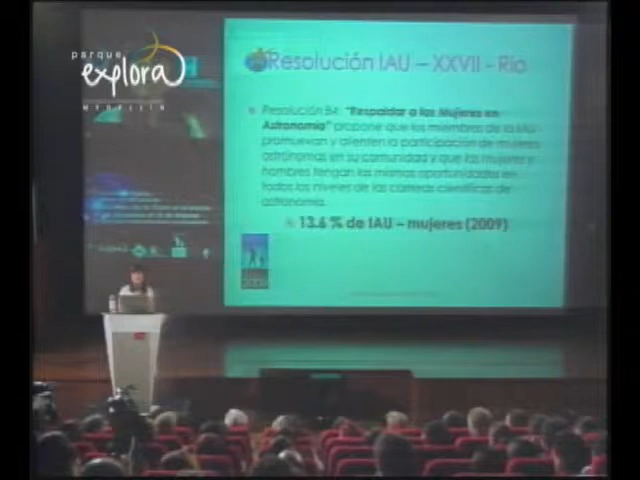 parque
explora
MEDELLÍN
Resolución IAU – XXVII - Rio
Resolución B4: "Respaldar a las Mujeres en
Astronomía" propone que los miembros de la IAU
promuevan y alienten la participación de mujeres
astrónomas en su comunidad y que las mujeres y
hombres tengan las mismas oportunidades en
todos los niveles de las carreras científicas de
astronomía.
13.6 % de IAU – mujeres (2009)